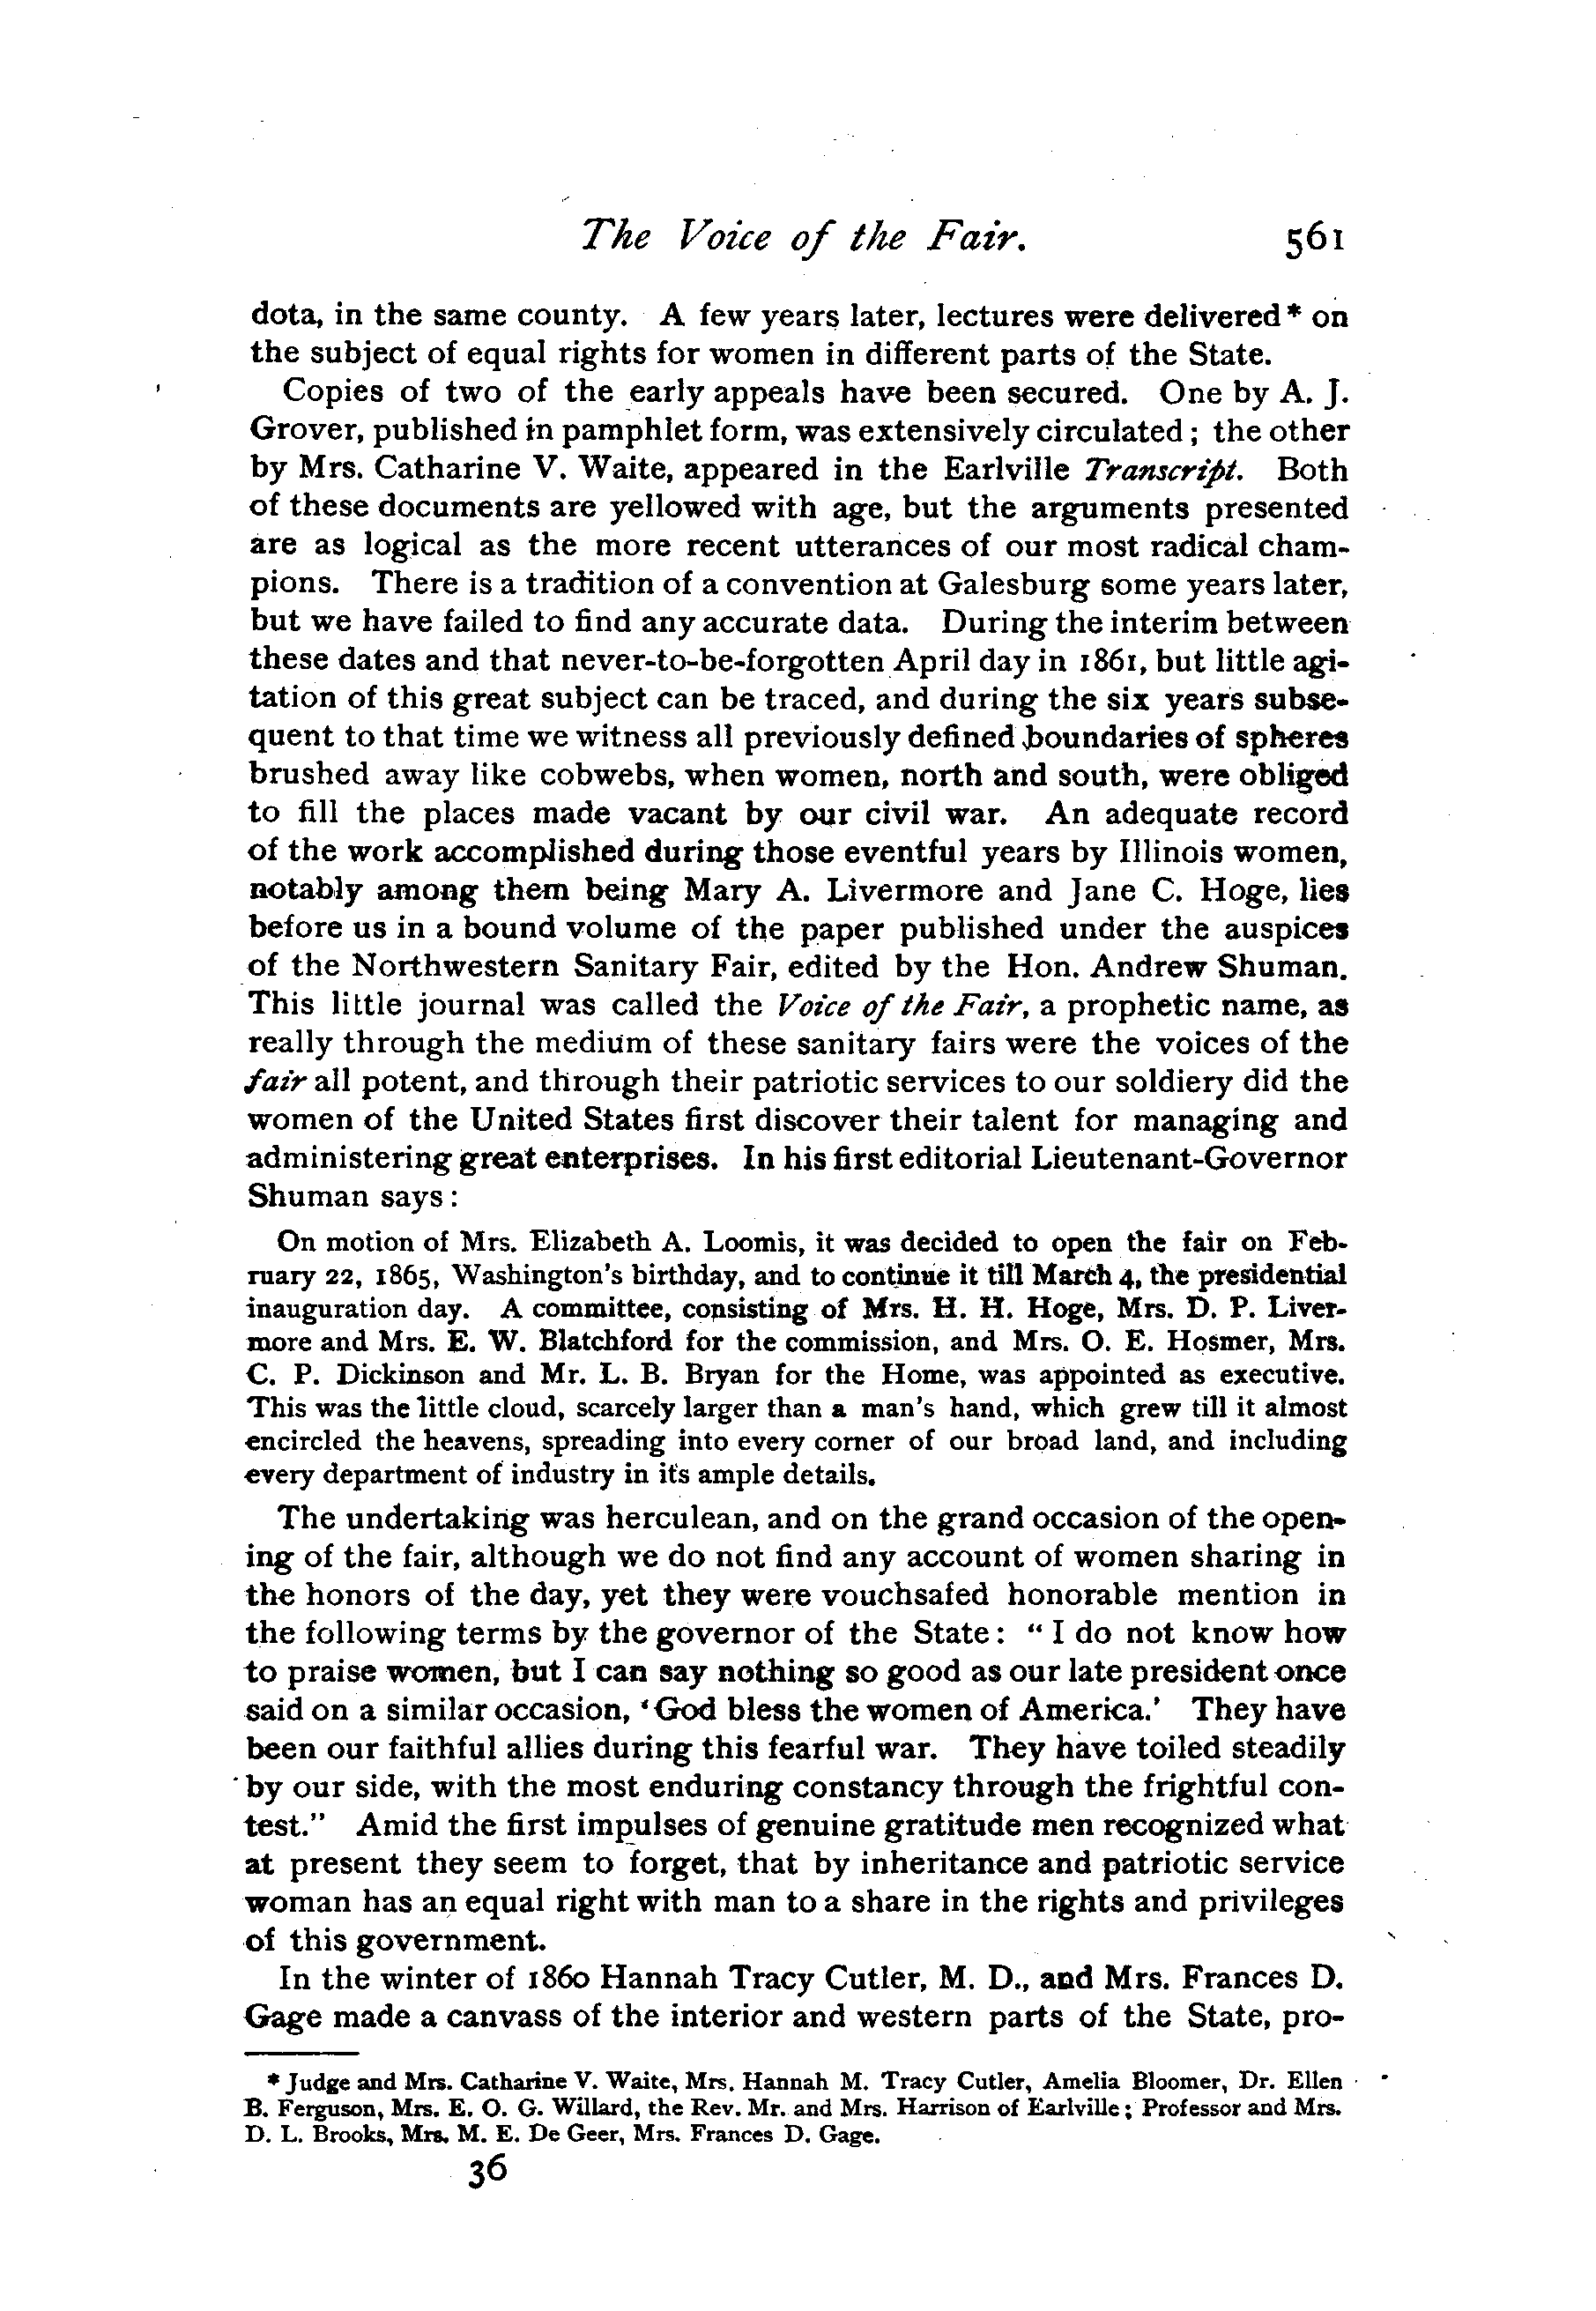 The Voice of the Fair. 561
dota, in the same county. A few years later, lectures were delivered* on
the subject of equal rights for women in different parts of the State.
Copies of two of the early appeals have been secured. One by A. J.
Grover, published in pamphlet form, was extensively circulated; the other
by Mrs. Catharine V. Waite, appeared in the Earlville Transcript. Both
of these documents are yellowed with age, but the arguments presented
are as logical as the more recent utterances of our most radical cham-
pions. There is a tradition of a convention at Galesburg some years later,
but we have failed to find any accurate data. During the interim between
these dates and that never-to-be-forgotten April day in 1861, but little agi-
tation of this great subject can be traced, and during the six years subse-
quent to that time we witness all previously defined boundaries of spheres
brushed away like cobwebs, when women, north and south, were obliged
to fill the places made vacant by our civil war. An adequate record
of the work accomplished during those eventful years by Illinois women,
notably among them being Mary A. Livermore and Jane C. Hoge, lies
before us in a bound volume of the paper published under the auspices
of the Northwestern Sanitary Fair, edited by the Hon. Andrew Shuman.
This little journal was called the Voice of the Fair, a prophetic name, as
really through the medium of these sanitary fairs were the voices of the
fair all potent, and through their patriotic services to our soldiery did the
women of the United States first discover their talent for managing and
administering great enterprises. In his first editorial Lieutenant-Governor
Shuman says:
On motion of Mrs. Elizabeth A. Loomis, it was decided to open the fair on Feb-
ruary 22, 1865, Washington's birthday, and to continue it till March 4, the presidential
inauguration day. A committee, consisting of Mrs. H. H. Hoge, Mrs. D. P. Liver-
more and Mrs. E. W. Blatchford for the commission, and Mrs. O. E. Hosmer, Mrs.
C. P. Dickinson and Mr. L. B. Bryan for the Home, was appointed as executive.
This was the little cloud, scarcely larger than a man's hand, which grew till it almost
encircled the heavens, spreading into every corner of our broad land, and including
every department of industry in its ample details.
The undertaking was herculean, and on the grand occasion of the open-
ing of the fair, although we do not find any account of women sharing in
the honors of the day, yet they were vouchsafed honorable mention in
the following terms by the governor of the State: "I do not know how
to praise women, but I can say nothing so good as our late president once
said on a similar occasion, 'God bless the women of America.' They have
been our faithful allies during this fearful war. They have toiled steadily
by our side, with the most enduring constancy through the frightful con-
test." Amid the first impulses of genuine gratitude men recognized what
at present they seem to forget, that by inheritance and patriotic service
woman has an equal right with man to a share in the rights and privileges
of this government.
In the winter of 1860 Hannah Tracy Cutler, M. D., and Mrs. Frances D.
Gage made a canvass of the interior and western parts of the State, pro-
* Judge and Mrs. Catharine V. Waite, Mrs. Hannah M. Tracy Cutler, Amelia Bloomer, Dr. Ellen
B. Ferguson, Mrs. E. O. G. Willard, the Rev. Mr. and Mrs. Harrison of Earlville; Professor and Mrs.
D. L. Brooks, Mrs. M. E. De Geer, Mrs. Frances D. Gage.
36